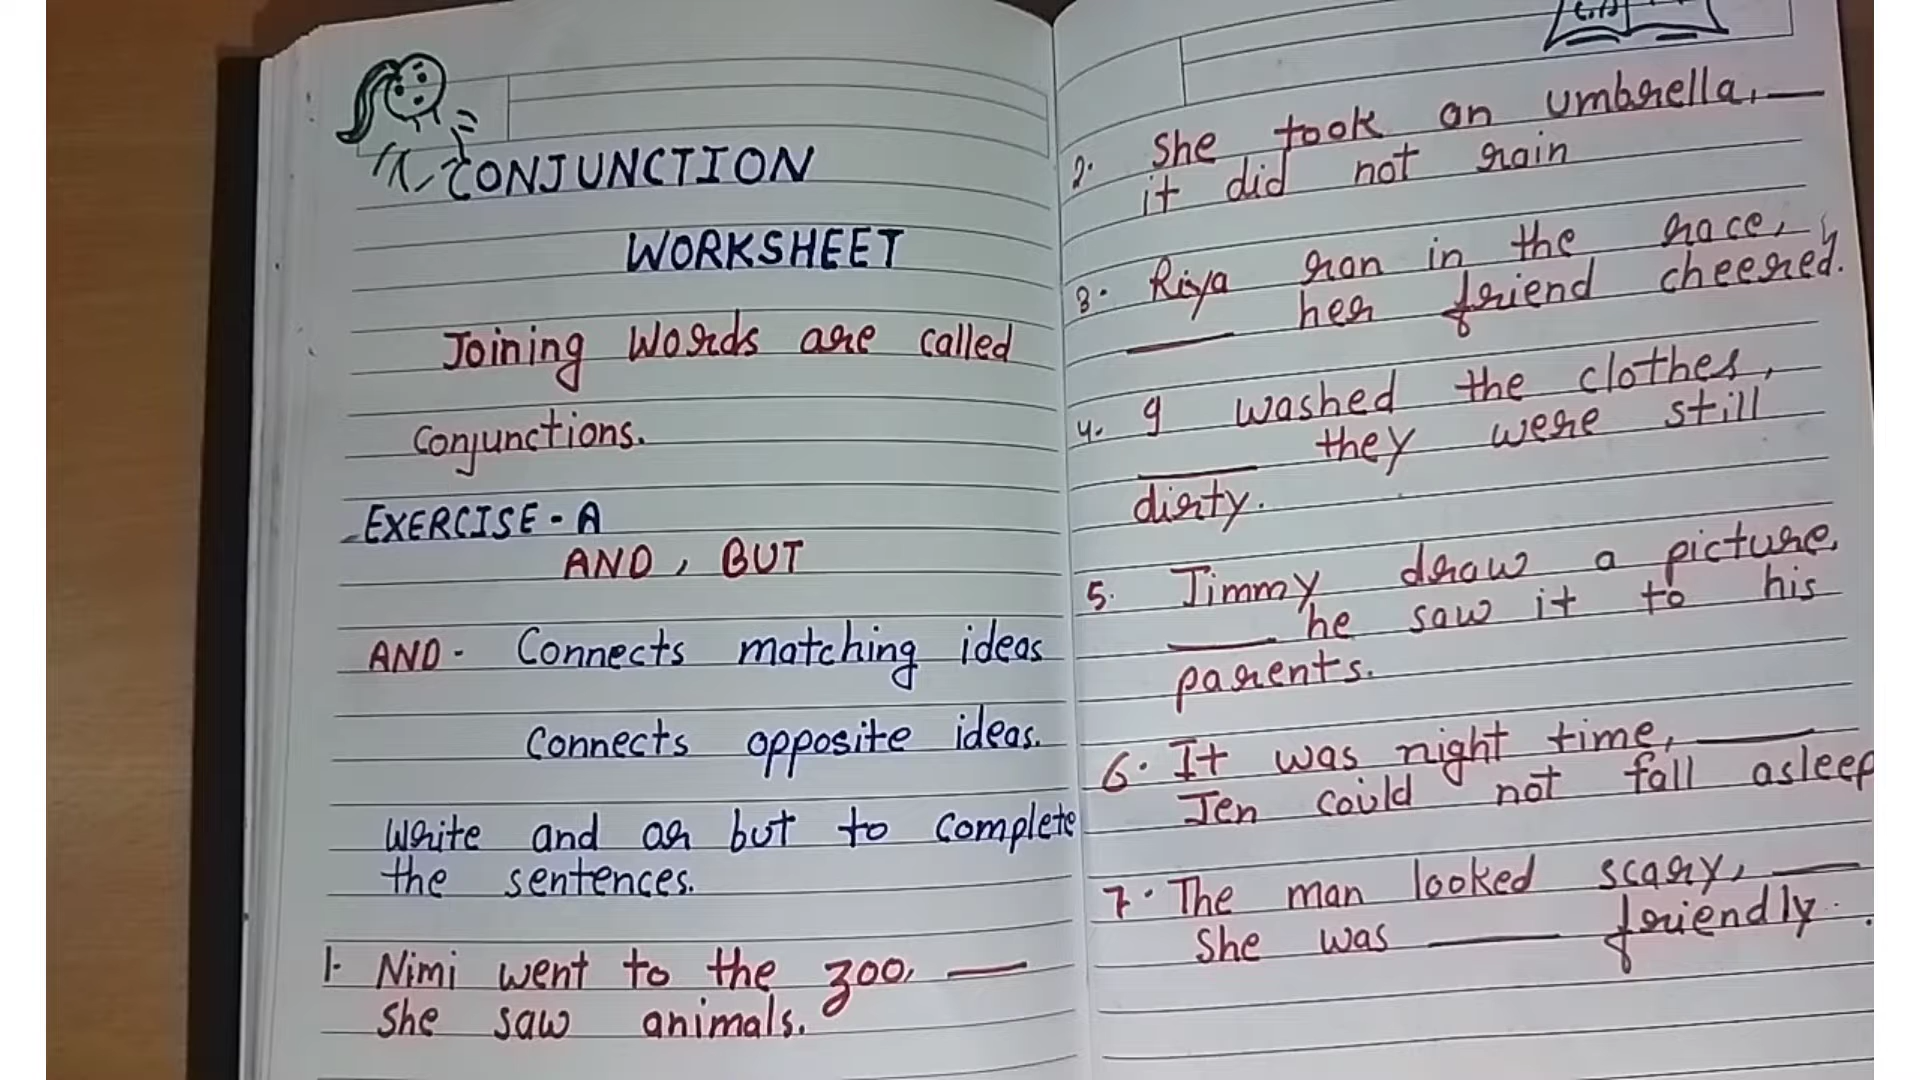 CONJUNCTION
WORKSHEET
Joining words are called
conjunctions.
EXERCISE - A
AND, BUT
AND - Connects matching ideas
Connects opposite ideas.
Write and or but to complete
the sentences.
1. Nimi went to the zoo, ___
She saw animals.
2. She took an umbrella, ___
it did not rain
3. Riya ran in the race,
___ her friend cheered.
4. I washed the clothes,
___ they were still
dirty.
5. Jimmy draw a picture,
___ he saw it to his
parents.
6. It was night time, ___
Jen could not fall asleep
7. The man looked scary, ___
She was ___ friendly.